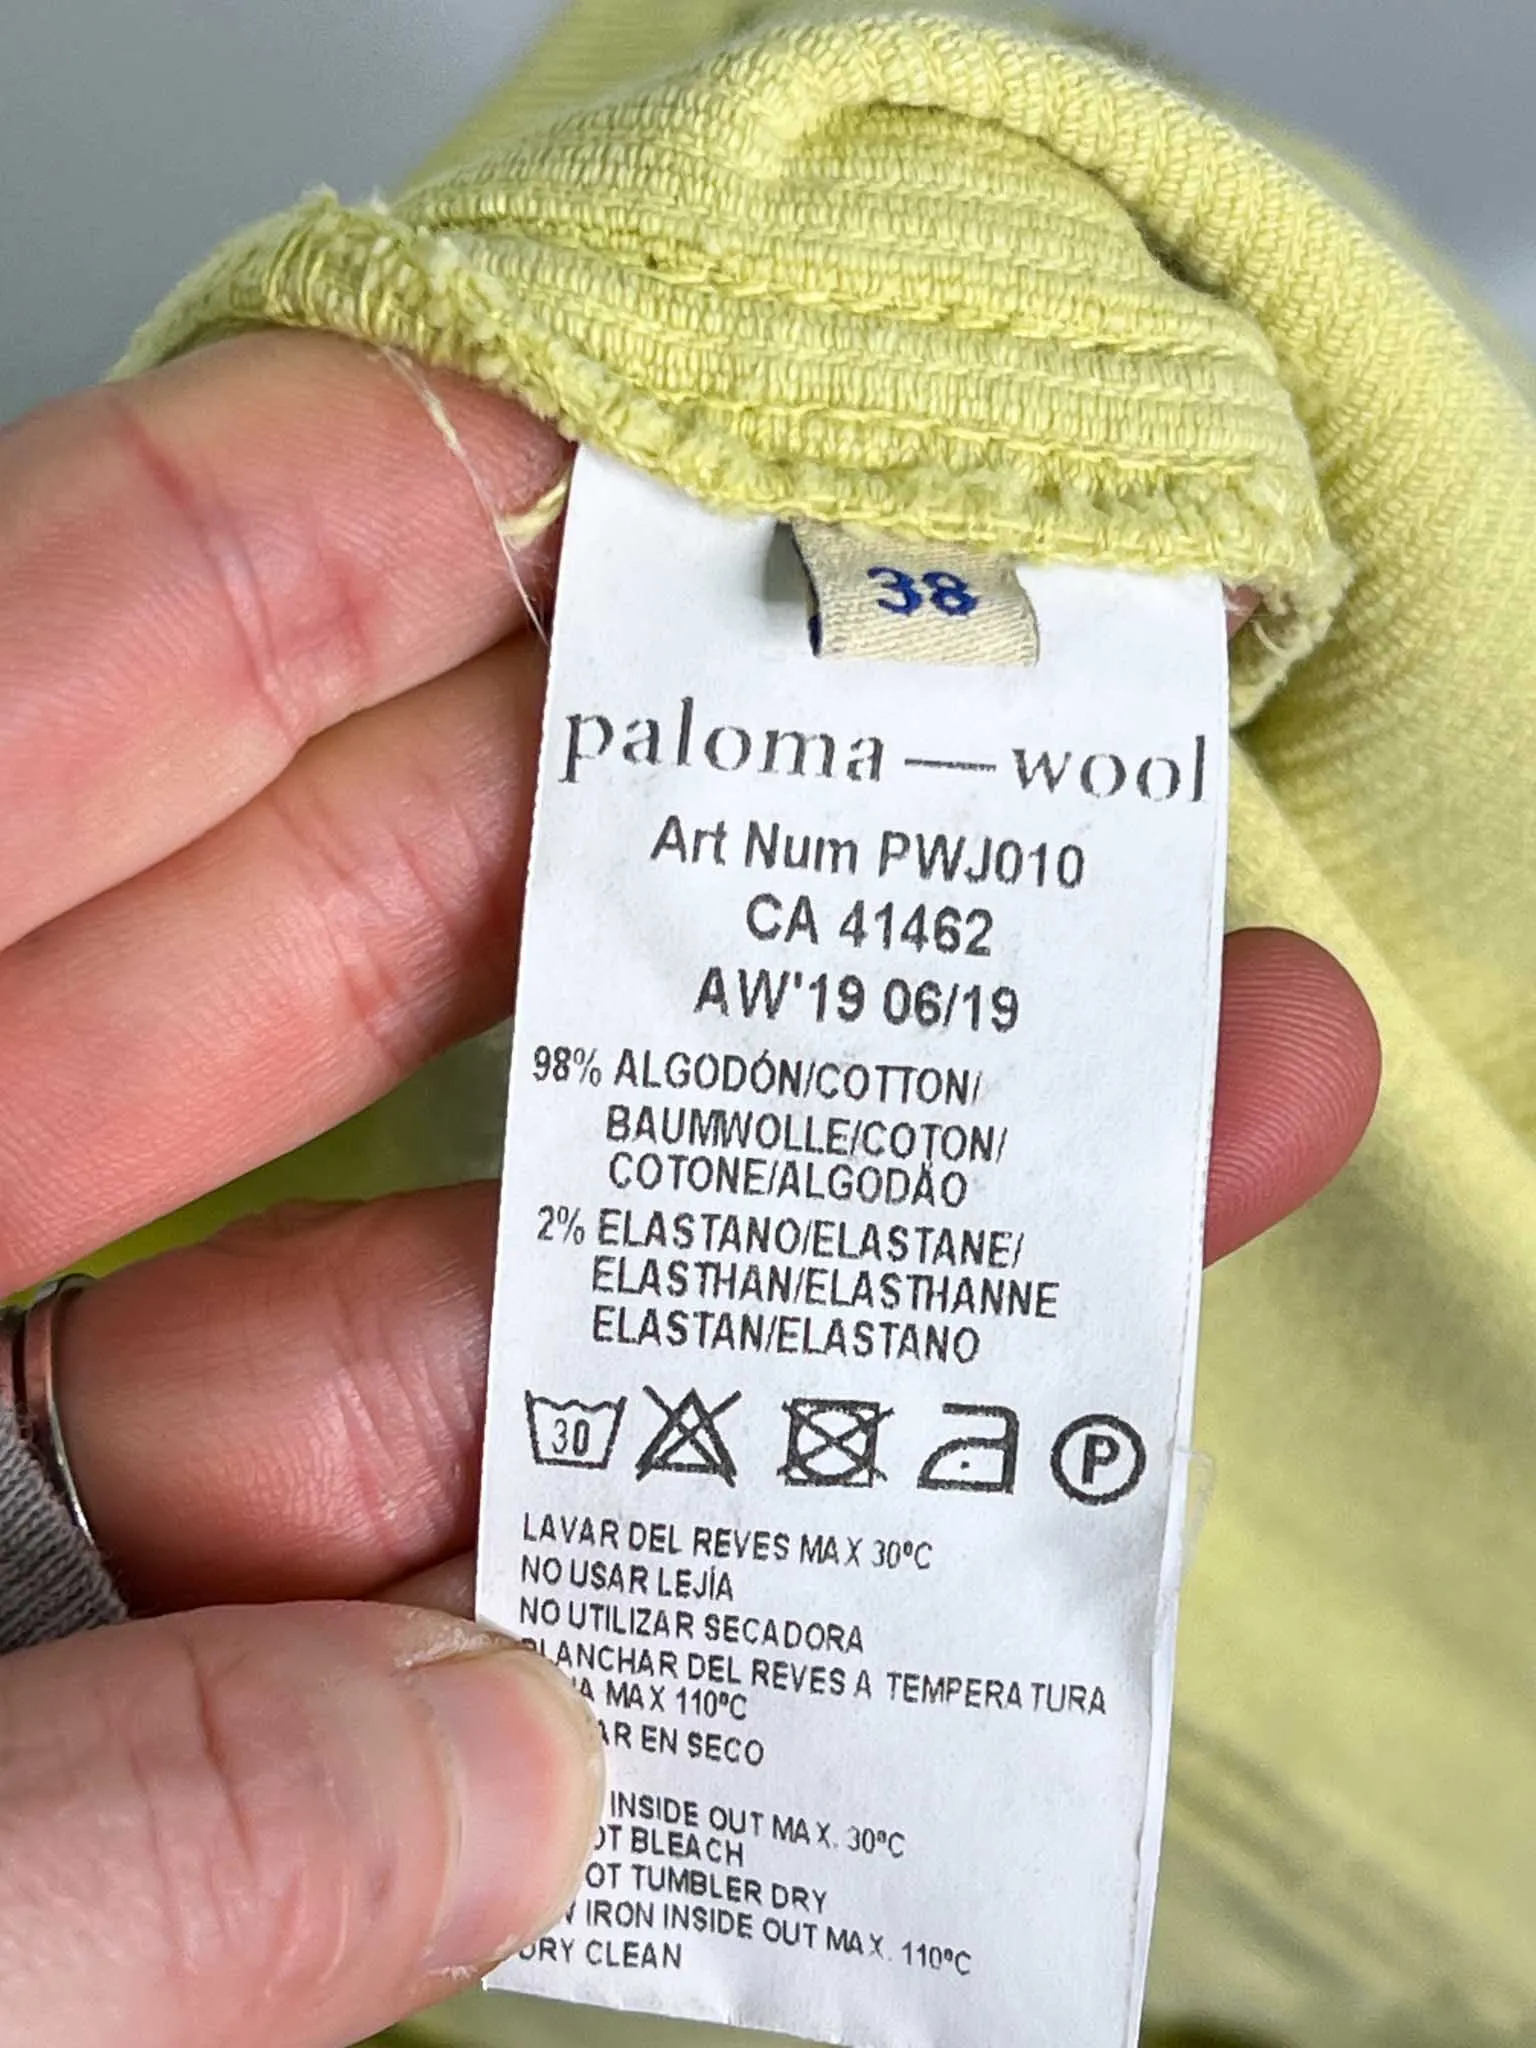 38
paloma—wool
Art Num PWJ010
CA 41462
AW'19 06/19
98% ALGODÓN/COTTON/
BAUMWOLLE/COTON/
COTONE/ALGODÃO
2% ELASTANO/ELASTANE/
ELASTHAN/ELASTHANNE
ELASTAN/ELASTANO
30 P
LAVAR DEL REVES MAX 30ºC
NO USAR LEJÍA
NO UTILIZAR SECADORA
PLANCHAR DEL REVES A TEMPERATURA
MAX 110ºC
EN SECO
INSIDE OUT MAX. 30ºC
BLEACH
TUMBLER DRY
IRON INSIDE OUT MAX. 110ºC
DRY CLEAN